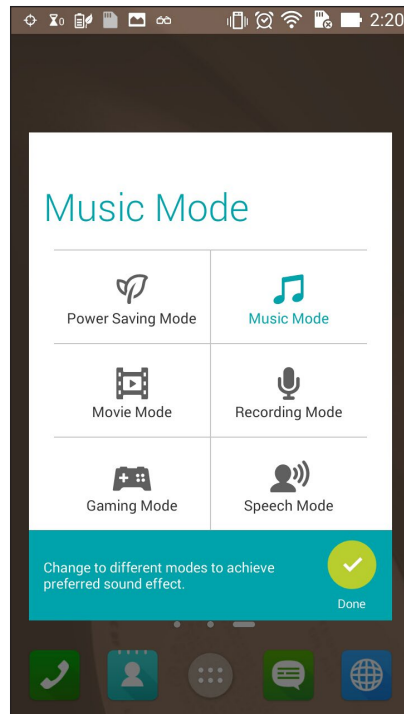 2:20
Music Mode
Power Saving Mode
Music Mode
Movie Mode
Recording Mode
Gaming Mode
Speech Mode
Change to different modes to achieve
preferred sound effect.
Done